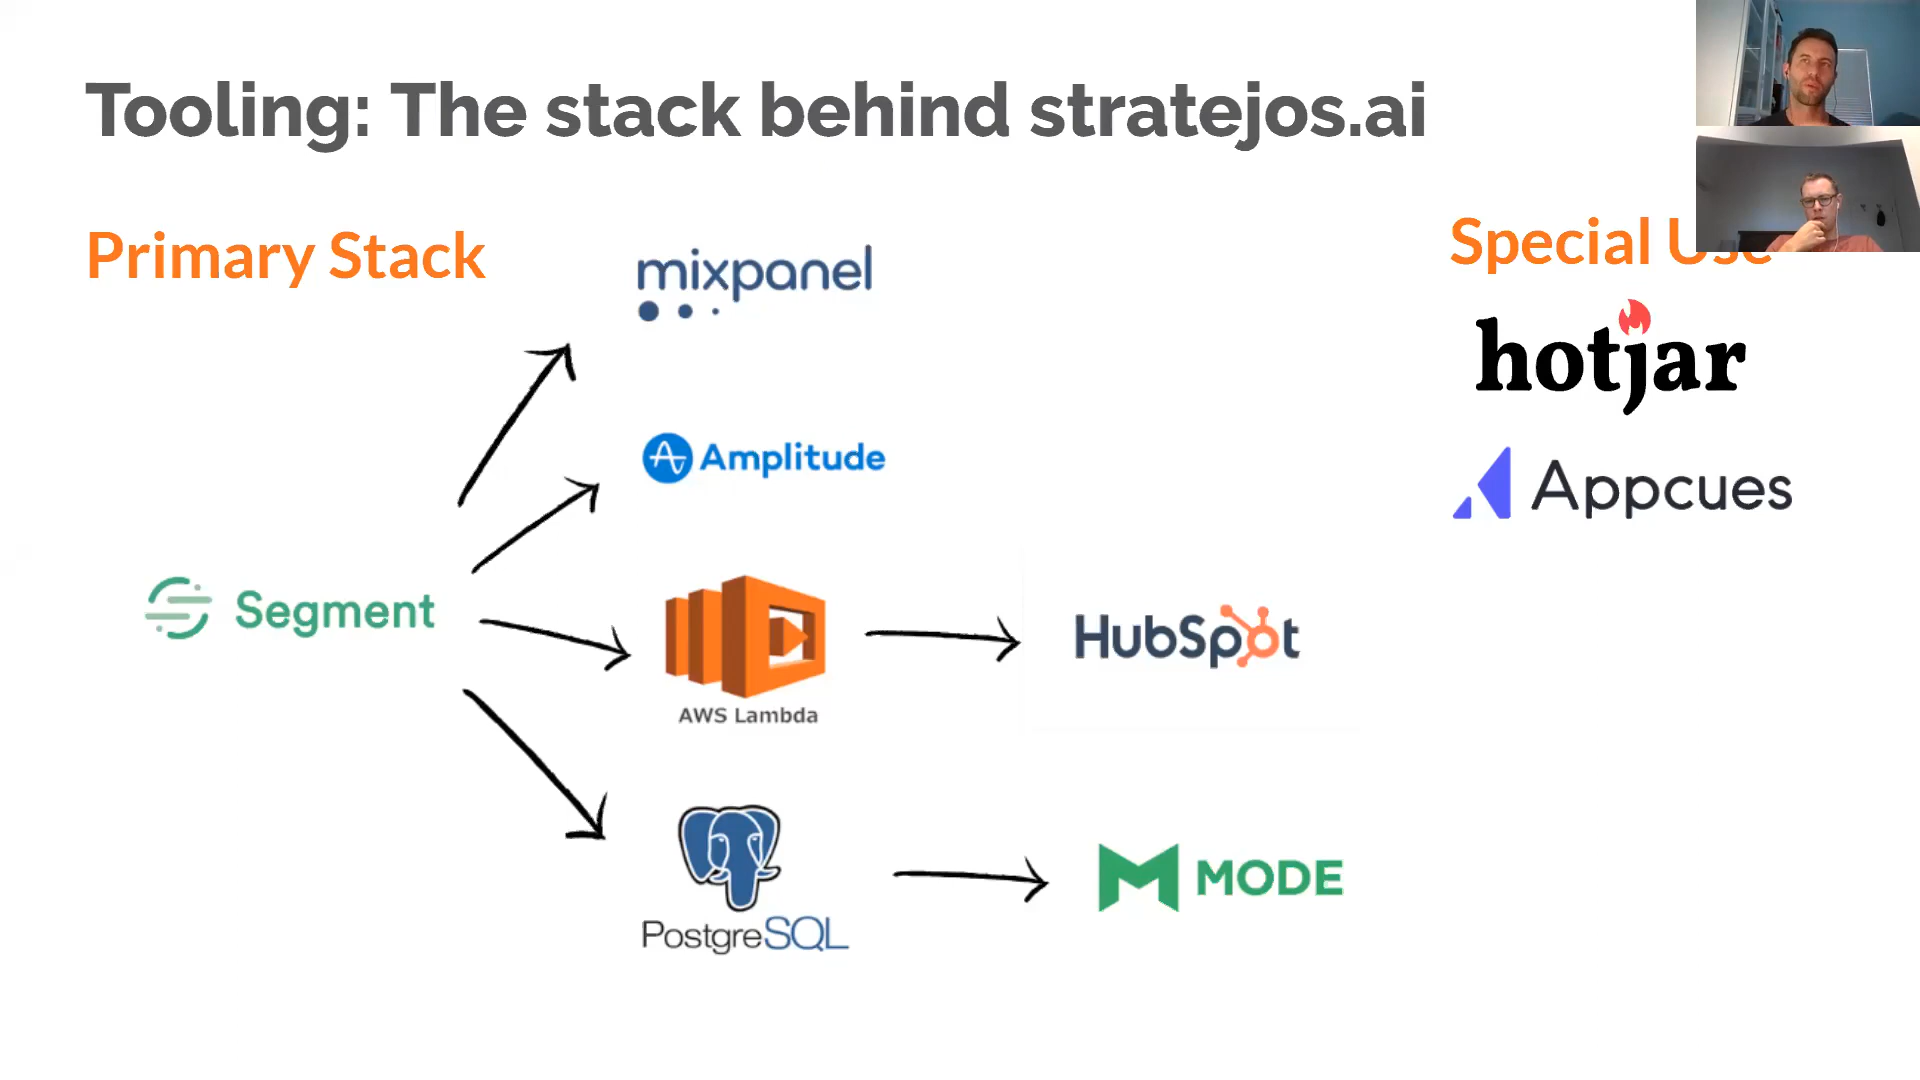 Tooling: The stack behind stratejos.ai
Primary Stack
Special Use
mixpanel
hotjar
Amplitude
Appcues
Segment
AWS Lambda
HubSpot
PostgreSQL
MODE